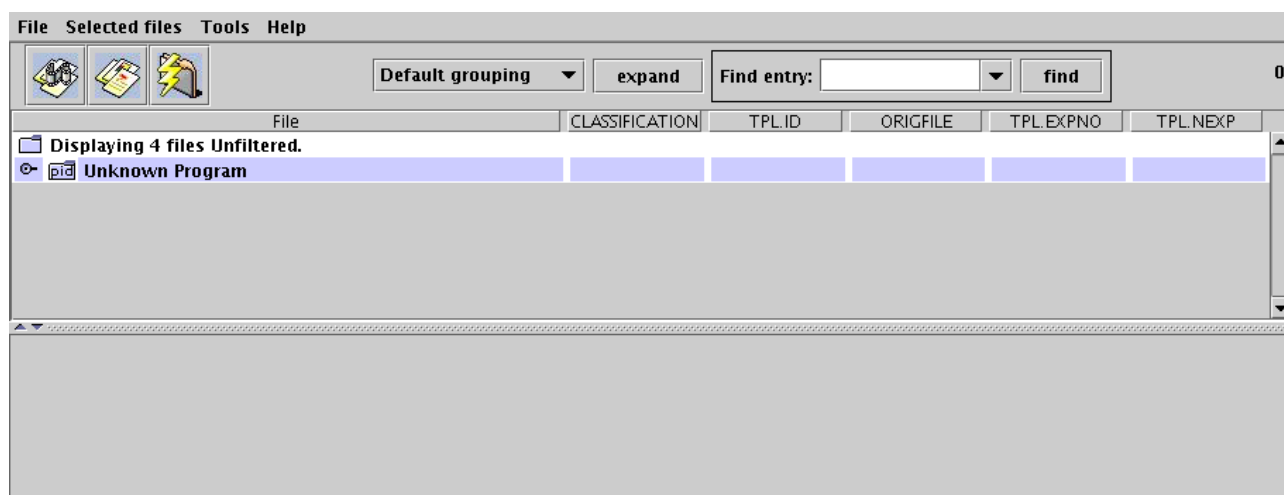 File Selected files Tools Help
Default grouping expand Find entry: find 0
File CLASSIFICATION TPL.ID ORIGFILE TPL.EXPNO TPL.NEXP
Displaying 4 files Unfiltered.
pid Unknown Program